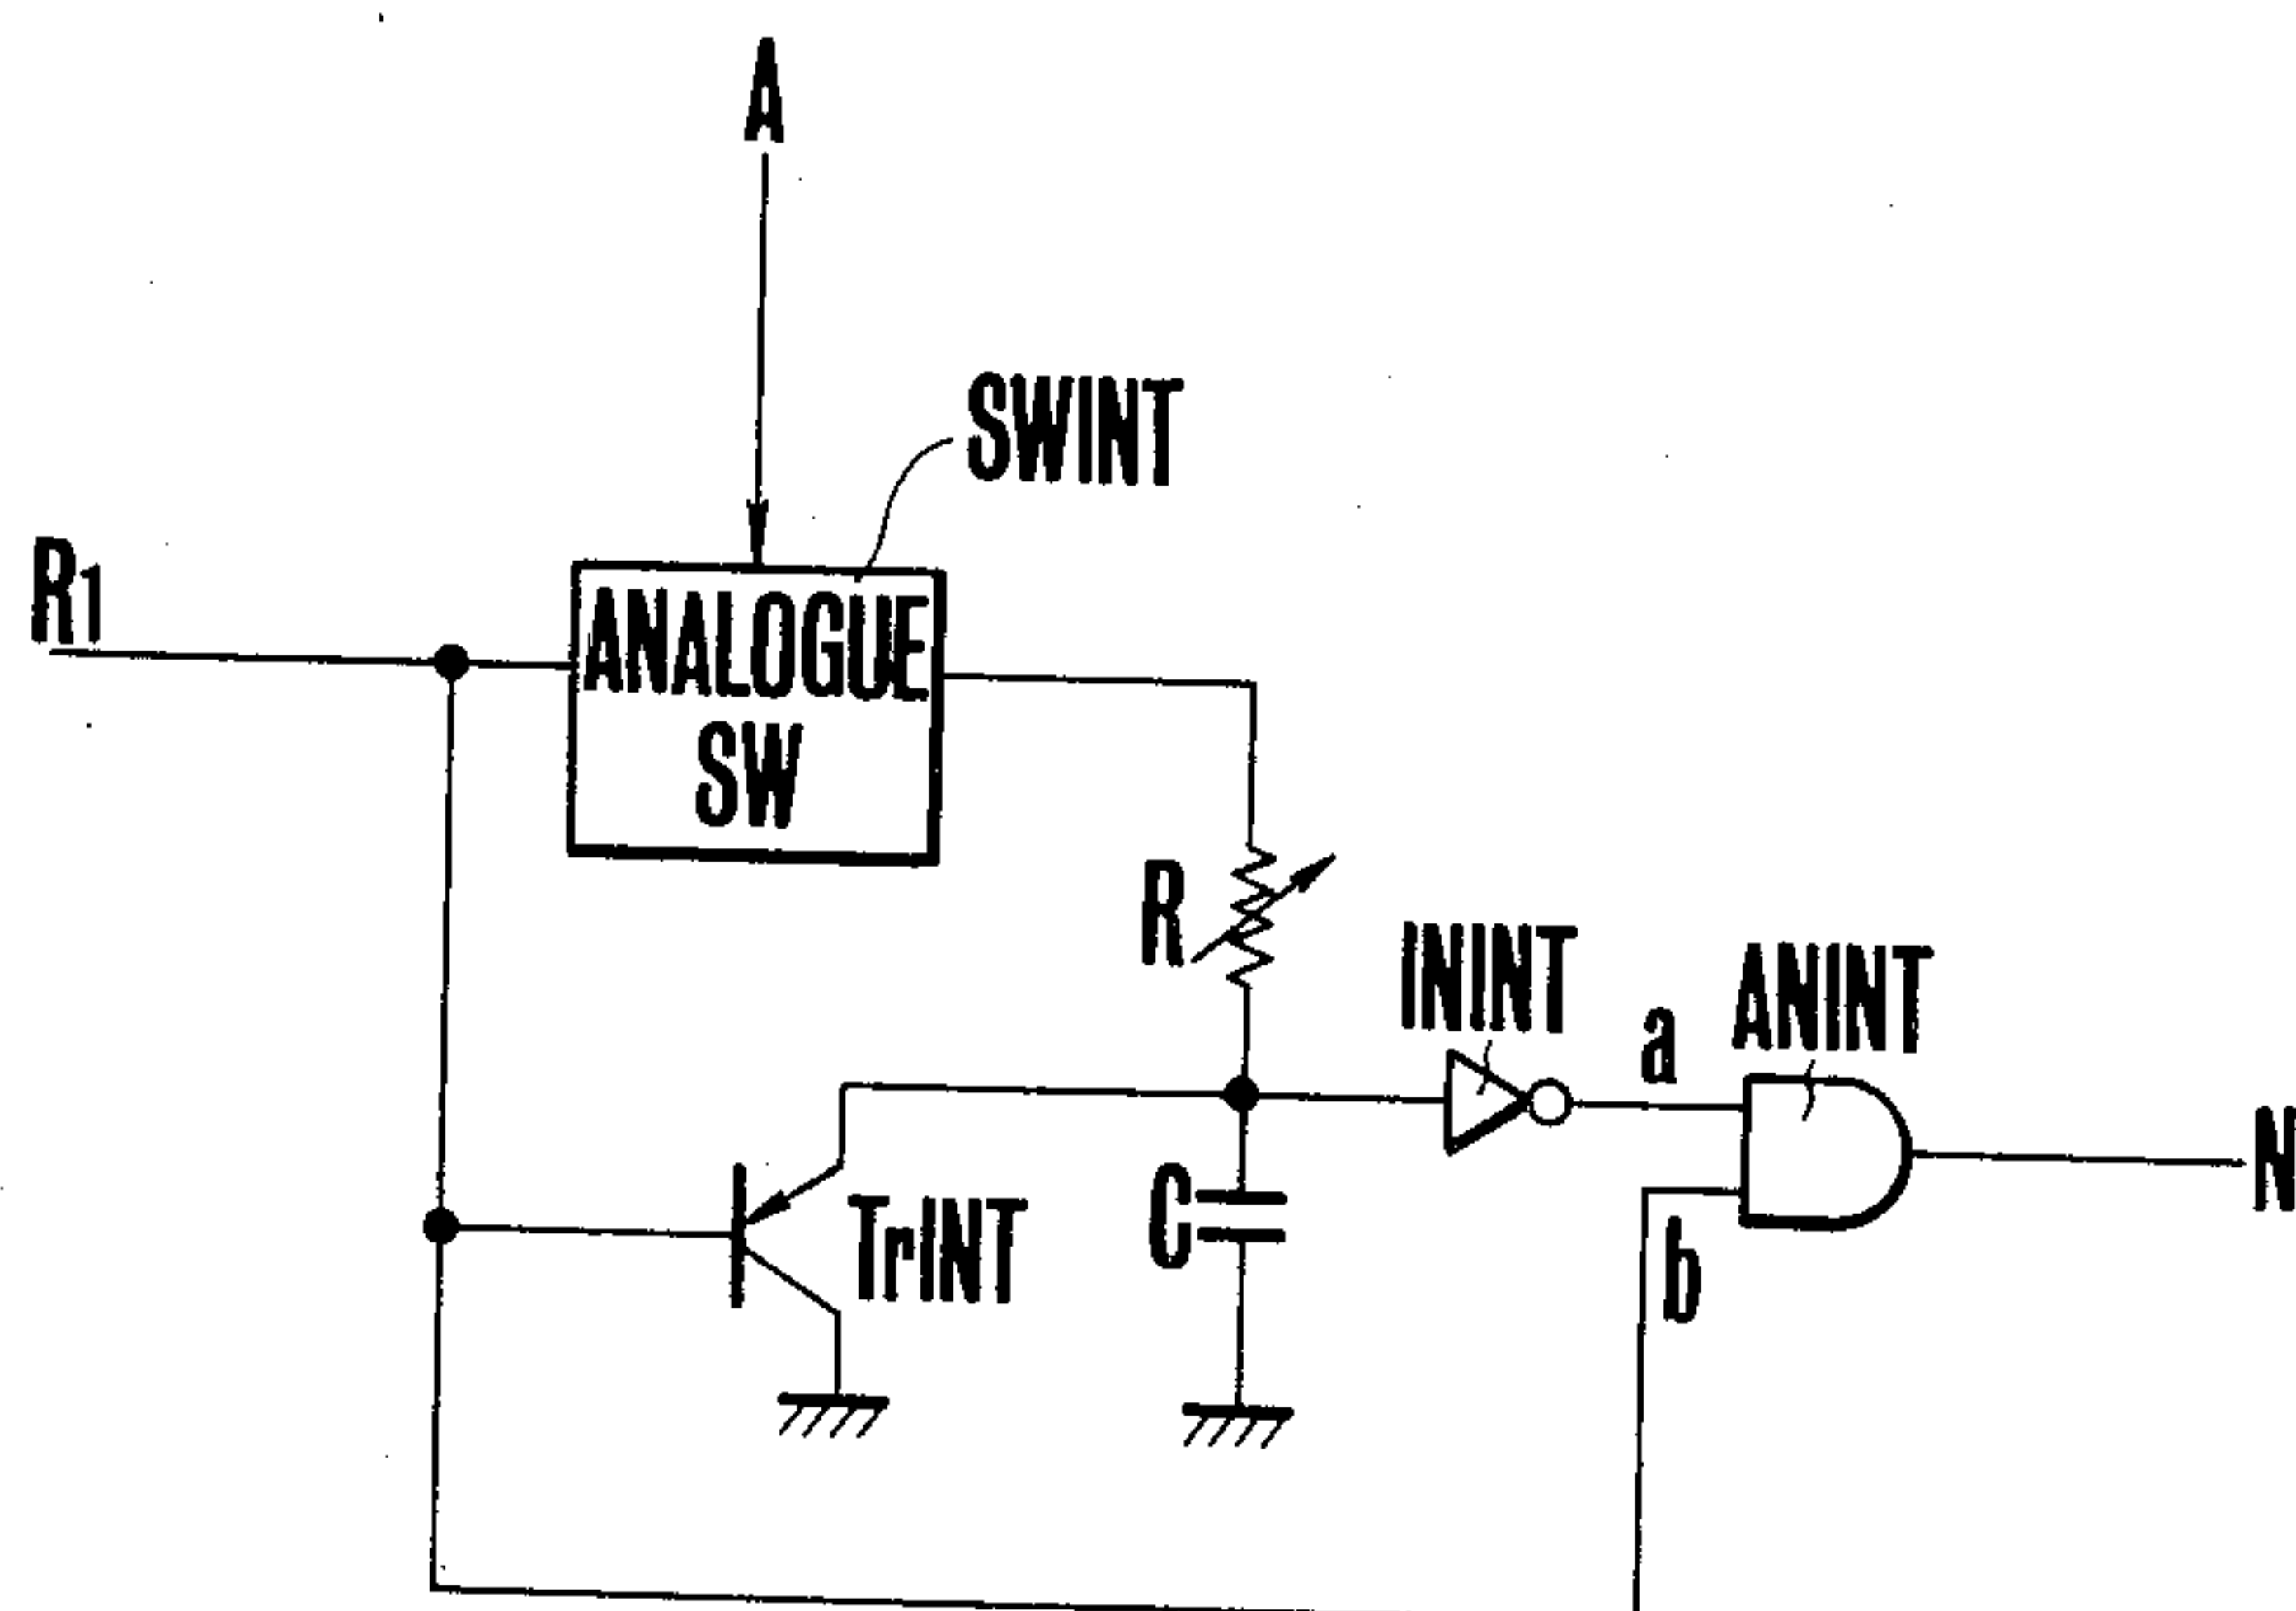 A
SWINT
R1
ANALOGUE
SW
R
ININT
a
ANINT
N
C
TrINT
b